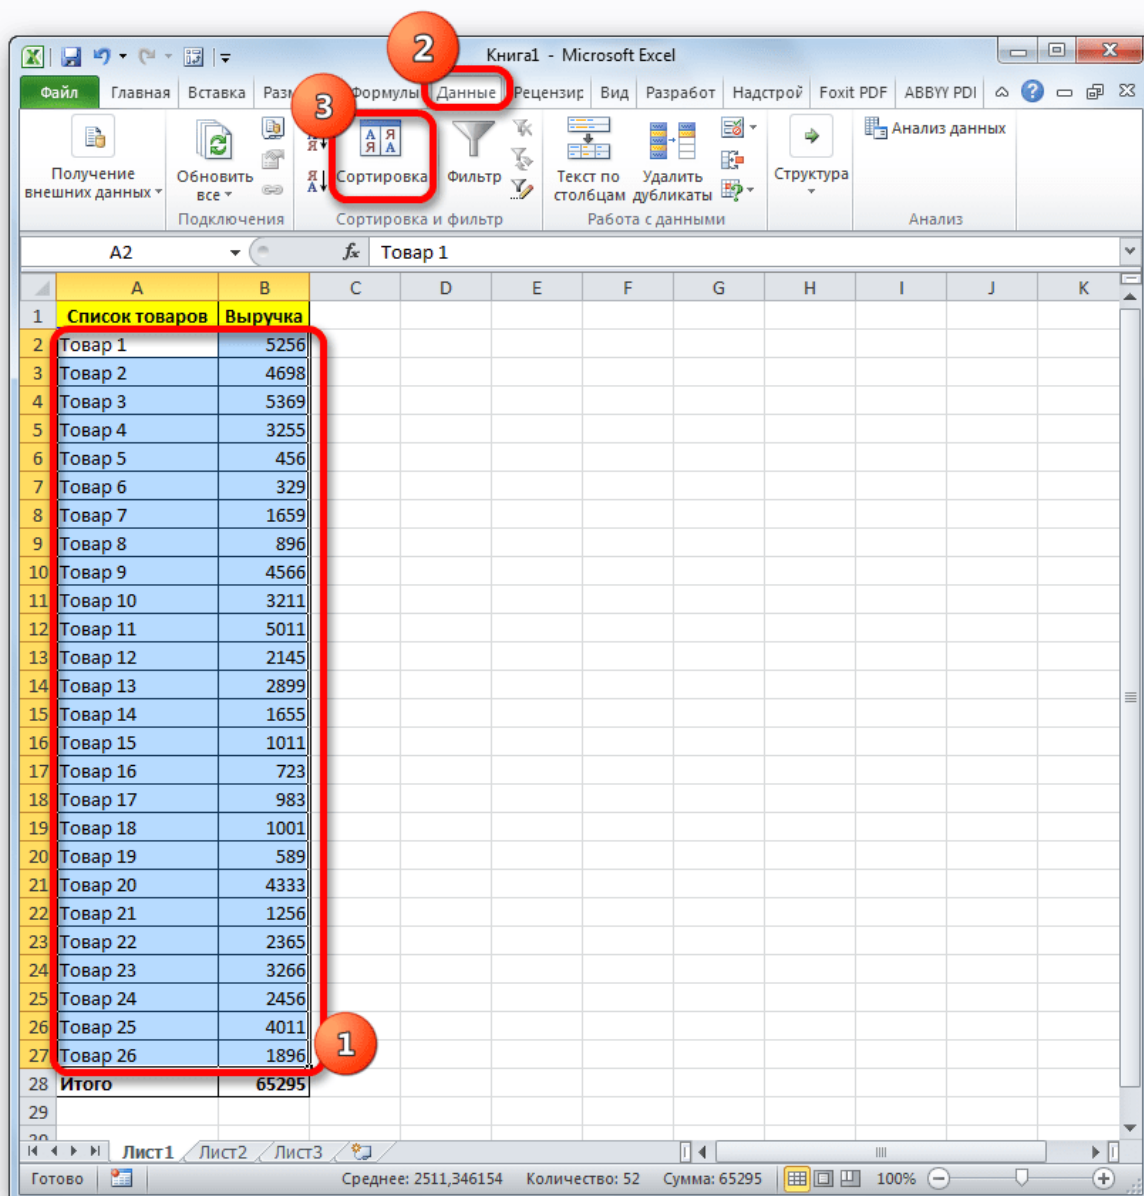 2
Книга1 - Microsoft Excel
3
Файл Главная Вставка Разм Формулы Данные Рецензир Вид Разработ Надстрой Foxit PDF ABBYY PDI
Получение внешних данных
Обновить все
Сортировка
Фильтр
Текст по столбцам
Удалить дубликаты
Структура
Анализ данных
Подключения Сортировка и фильтр Работа с данными Анализ
A2 fx Товар 1
A B C D E F G H I J K
1 Список товаров Выручка
2 Товар 1 5256
3 Товар 2 4698
4 Товар 3 5369
5 Товар 4 3255
6 Товар 5 456
7 Товар 6 329
8 Товар 7 1659
9 Товар 8 896
10 Товар 9 4566
11 Товар 10 3211
12 Товар 11 5011
13 Товар 12 2145
14 Товар 13 2899
15 Товар 14 1655
16 Товар 15 1011
17 Товар 16 723
18 Товар 17 983
19 Товар 18 1001
20 Товар 19 589
21 Товар 20 4333
22 Товар 21 1256
23 Товар 22 2365
24 Товар 23 3266
25 Товар 24 2456
26 Товар 25 4011
27 Товар 26 1896
1
28 Итого 65295
29
Лист1 Лист2 Лист3
Готово Среднее: 2511,346154 Количество: 52 Сумма: 65295 100%